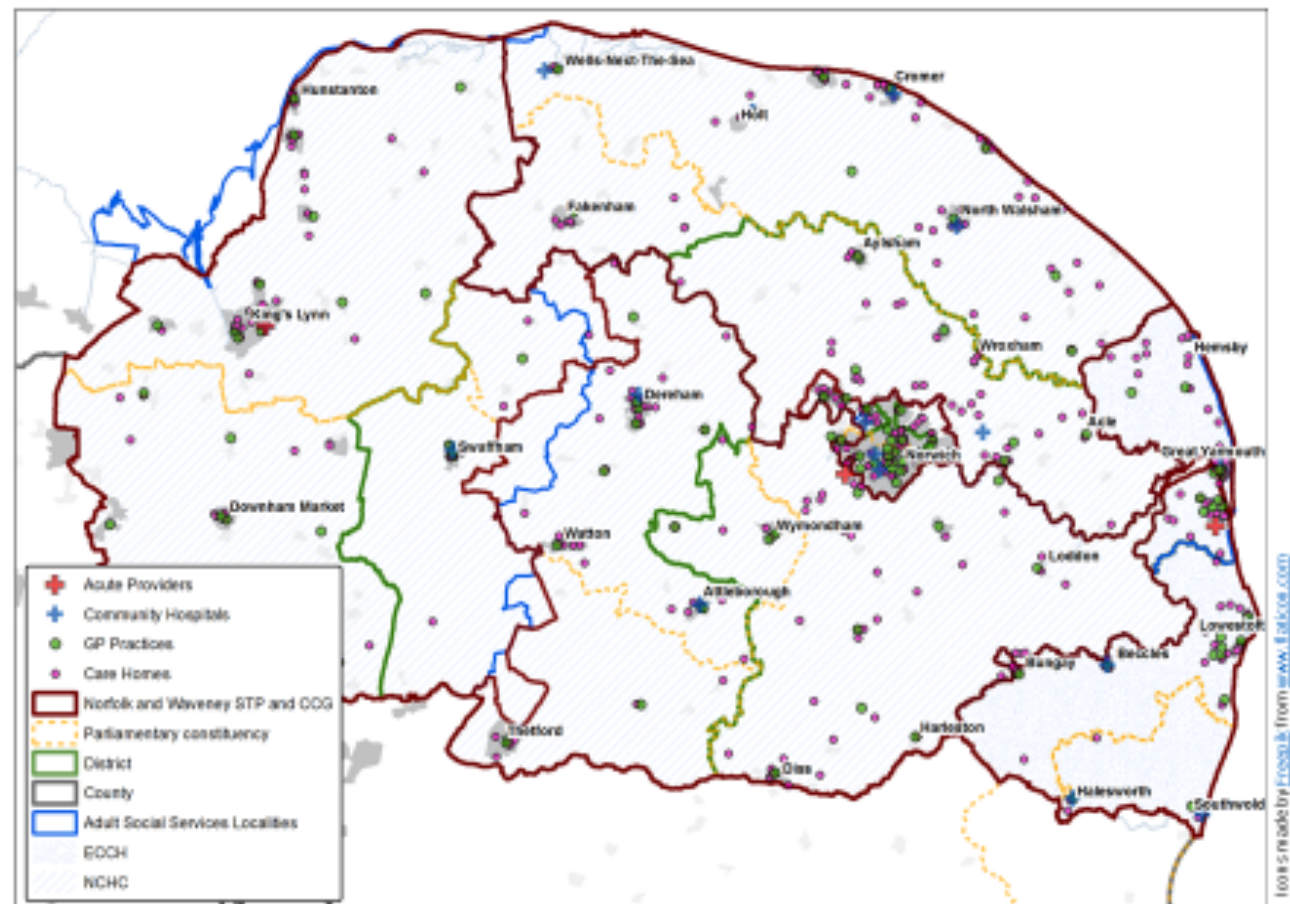 Wells-Next-The-Sea
Cromer
Hunstanton
Holt
Fakenham
North Walsham
Aylsham
King's Lynn
Wroxham
Hemsby
Dereham
Acle
Swaffham
Norwich
Great Yarmouth
Downham Market
Watton
Wymondham
Loddon
Attleborough
Lowestoft
Bungay
Beccles
Thetford
Harleston
Diss
Halesworth
Southwold
Acute Providers
Community Hospitals
GP Practices
Care Homes
Norfolk and Waveney STP and CCG
Parliamentary constituency
District
County
Adult Social Services Localities
ECCH
NCHC
Icons made by Freepik from www.flaticon.com